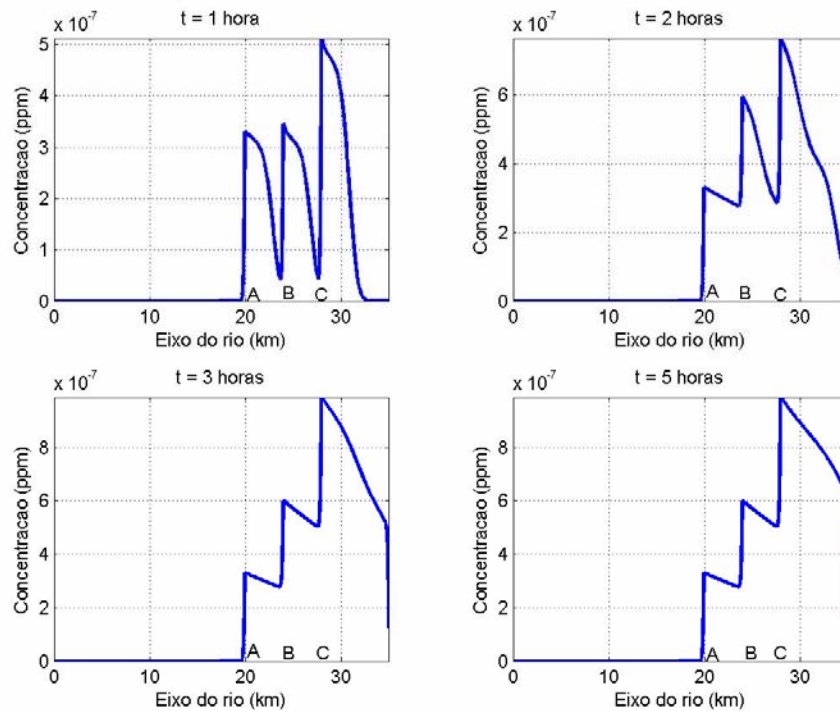 x 10⁻⁷ t = 1 hora
Concentracao (ppm)
5
4
3
2
1
0
A B C
0 10 20 30
Eixo do rio (km)
x 10⁻⁷ t = 2 horas
Concentracao (ppm)
6
4
2
0
A B C
0 10 20 30
Eixo do rio (km)
x 10⁻⁷ t = 3 horas
Concentracao (ppm)
8
6
4
2
0
A B C
0 10 20 30
Eixo do rio (km)
x 10⁻⁷ t = 5 horas
Concentracao (ppm)
8
6
4
2
0
A B C
0 10 20 30
Eixo do rio (km)